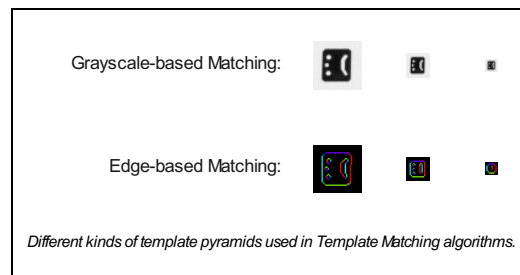 Grayscale-based Matching:
Edge-based Matching:
Different kinds of template pyramids used in Template Matching algorithms.